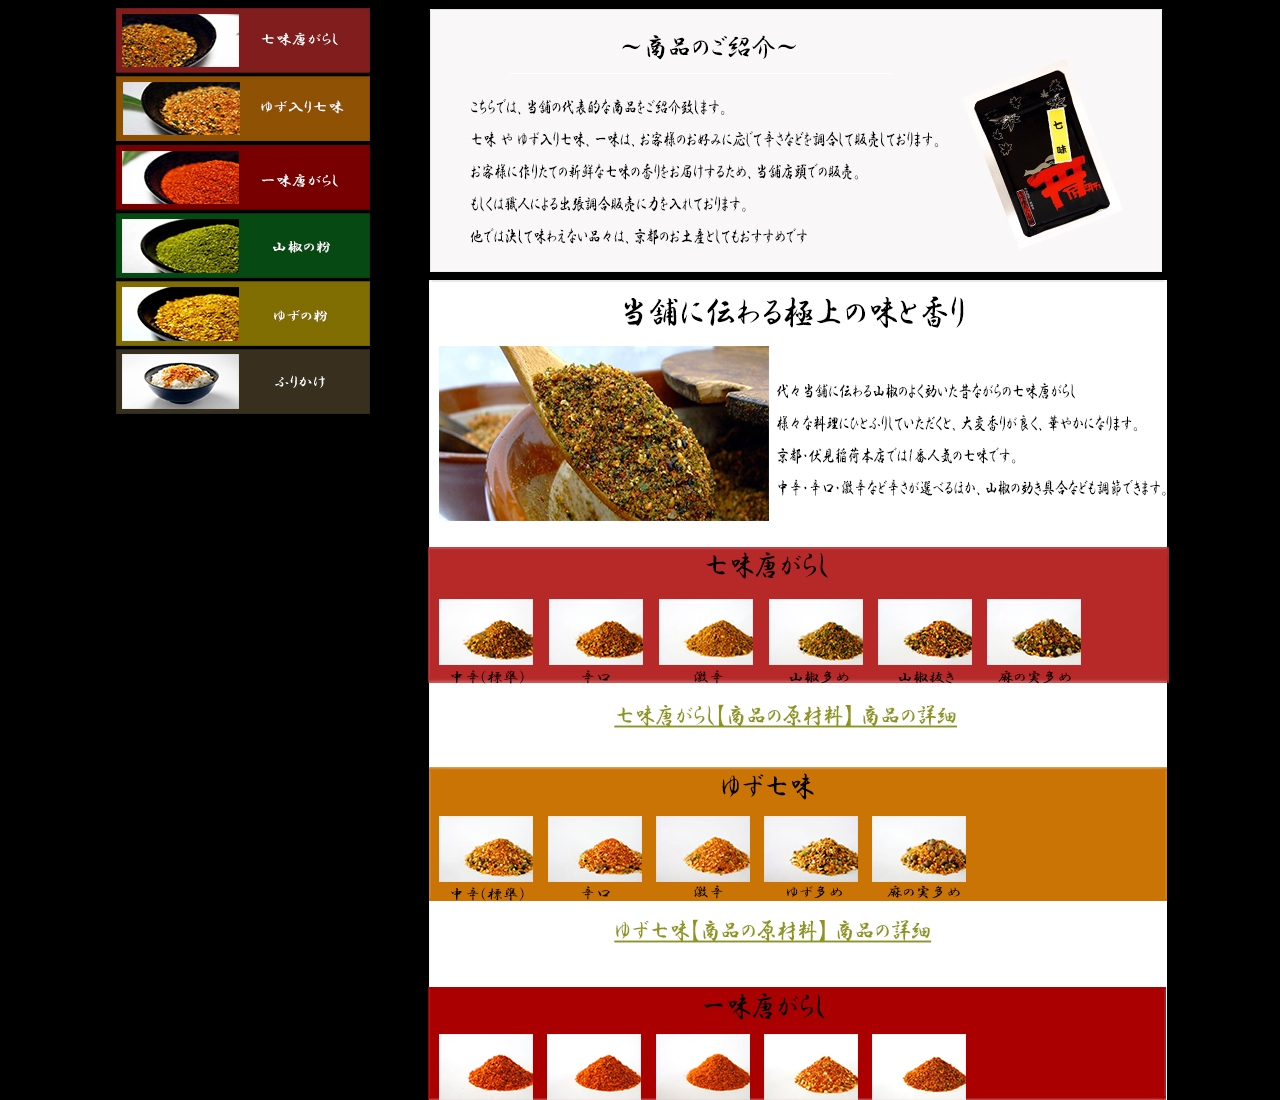 七味唐がらし
ゆず入り七味
一味唐がらし
山椒の粉
ゆずの粉
ふりかけ
～商品のご紹介～
こちらでは、当舗の代表的な商品をご紹介致します。
七味 や ゆず入り七味、一味は、お客様のお好みに応じて辛さなどを調合して販売しております。
お客様に作りたての新鮮な七味の香りをお届けするため、当舗店頭での販売。
もしくは職人による出張調合販売に力を入れております。
他では決して味わえない品々は、京都のお土産としてもおすすめです
七味
当舗に伝わる極上の味と香り
代々当舗に伝わる山椒のよく効いた昔ながらの七味唐がらし
様々な料理にひとふりしていただくと、大変香りが良く、華やかになります。
京都・伏見稲荷本店では1番人気の七味です。
中辛・辛口・激辛など辛さが選べるほか、山椒の効き具合なども調節できます。
七味唐がらし
中辛(標準)
辛口
激辛
山椒多め
山椒抜き
麻の実多め
七味唐がらし【商品の原材料】商品の詳細
ゆず七味
中辛(標準)
辛口
激辛
ゆず多め
麻の実多め
ゆず七味【商品の原材料】商品の詳細
一味唐がらし